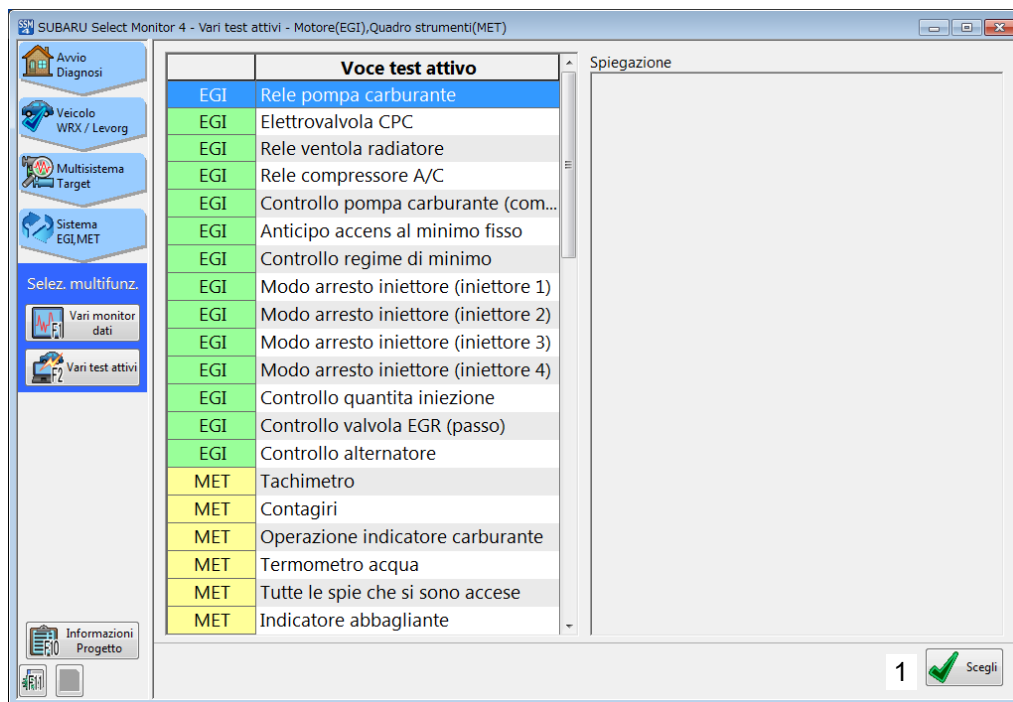 SUBARU Select Monitor 4 - Vari test attivi - Motore(EGI),Quadro strumenti(MET)
Avvio
Diagnosi
Veicolo
WRX / Levorg
Multisistema
Target
Sistema
EGI,MET
Selez. multifunz.
F1 Vari monitor
dati
F2 Vari test attivi
Informazioni
F10 Progetto
F11
Voce test attivo
EGI Rele pompa carburante
EGI Elettrovalvola CPC
EGI Rele ventola radiatore
EGI Rele compressore A/C
EGI Controllo pompa carburante (com...
EGI Anticipo accens al minimo fisso
EGI Controllo regime di minimo
EGI Modo arresto iniettore (iniettore 1)
EGI Modo arresto iniettore (iniettore 2)
EGI Modo arresto iniettore (iniettore 3)
EGI Modo arresto iniettore (iniettore 4)
EGI Controllo quantita iniezione
EGI Controllo valvola EGR (passo)
EGI Controllo alternatore
MET Tachimetro
MET Contagiri
MET Operazione indicatore carburante
MET Termometro acqua
MET Tutte le spie che si sono accese
MET Indicatore abbagliante
Spiegazione
1 Scegli